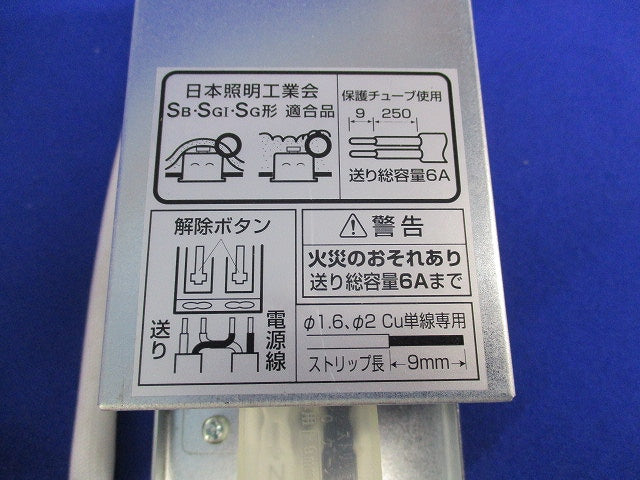 日本照明工業会
SB・SGI・SG形 適合品
保護チューブ使用
9 250
送り総容量6A
解除ボタン
送り
電源線
警告
火災のおそれあり
送り総容量6Aまで
φ1.6、φ2 Cu単線専用
ストリップ長 9mm